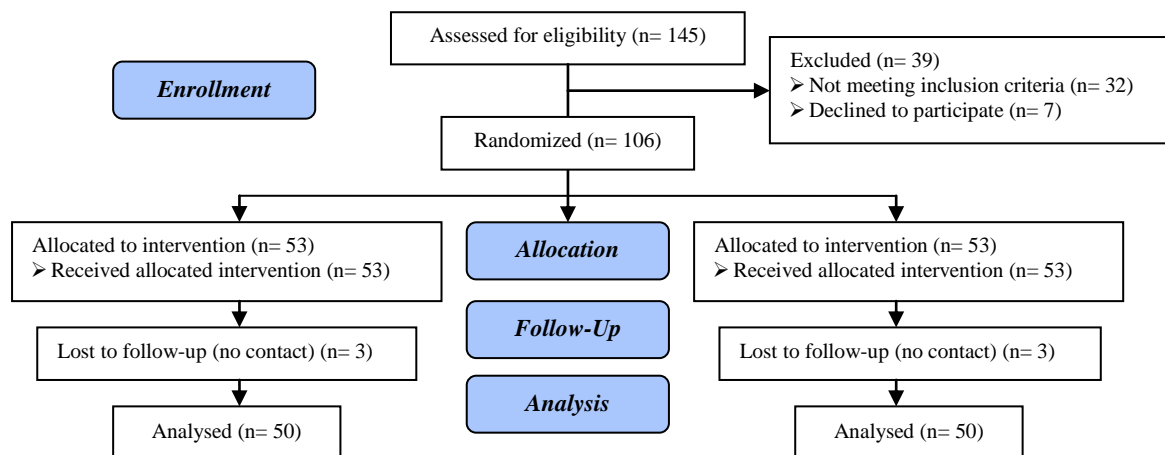 Assessed for eligibility (n= 145)
Enrollment
Excluded (n= 39)
➢ Not meeting inclusion criteria (n= 32)
➢ Declined to participate (n= 7)
Randomized (n= 106)
Allocated to intervention (n= 53)
➢ Received allocated intervention (n= 53)
Allocation
Allocated to intervention (n= 53)
➢ Received allocated intervention (n= 53)
Lost to follow-up (no contact) (n= 3)
Follow-Up
Lost to follow-up (no contact) (n= 3)
Analysed (n= 50)
Analysis
Analysed (n= 50)